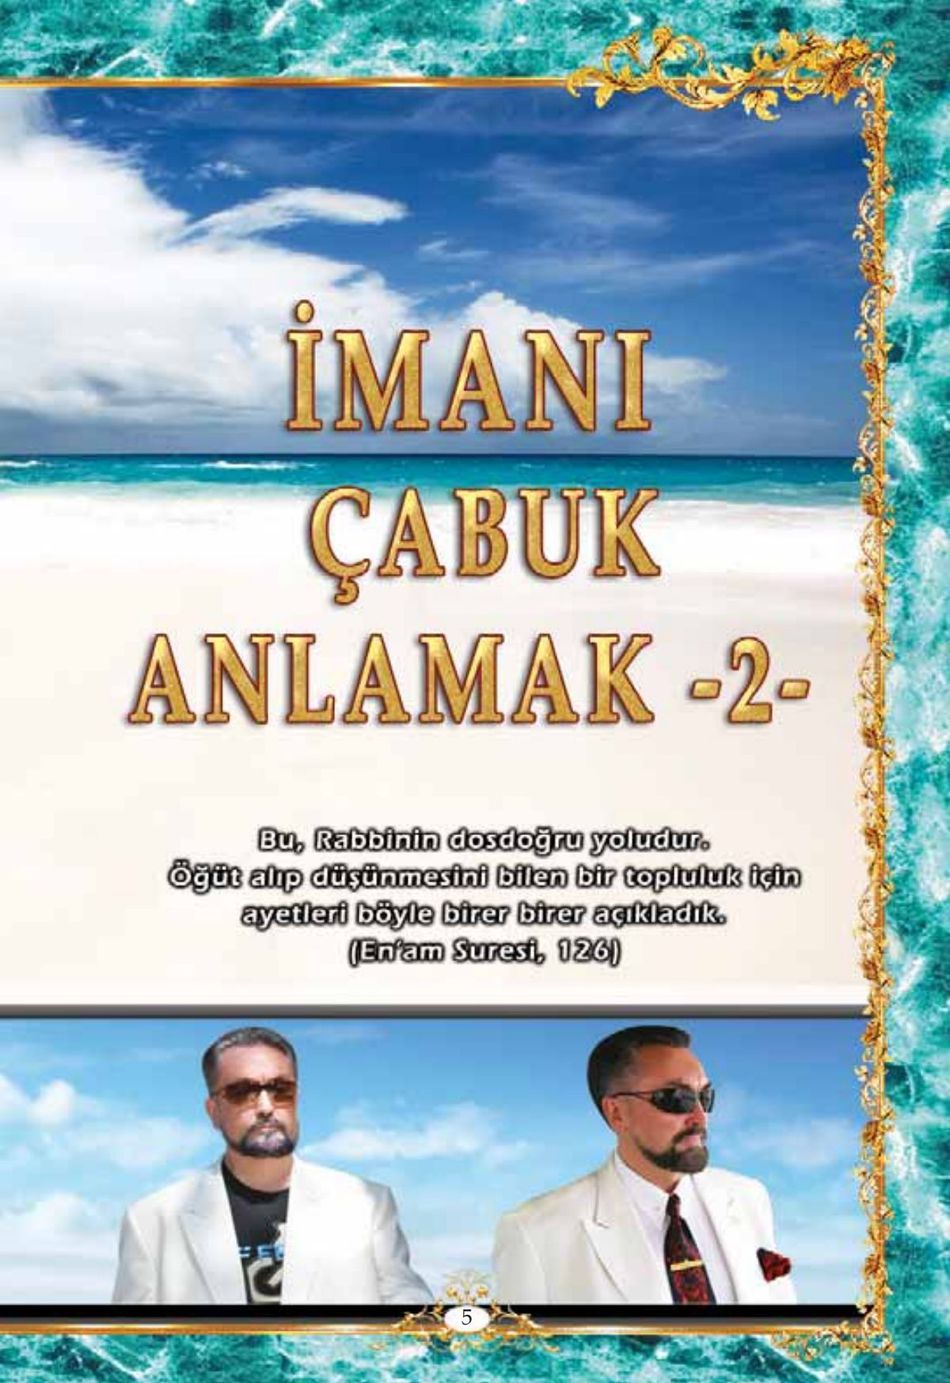 İMANI
ÇABUK
ANLAMAK -2-
Bu, Rabbinin dosdoğru yoludur.
Öğüt alıp düşünmesini bilen bir topluluk için
ayetleri böyle birer birer açıkladık.
(En'am Suresi, 126)
5